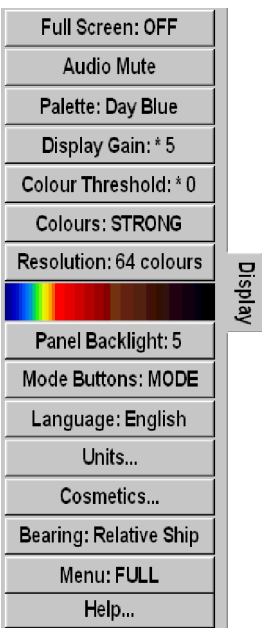 Full Screen: OFF
Audio Mute
Palette: Day Blue
Display Gain: * 5
Colour Threshold: * 0
Colours: STRONG
Resolution: 64 colours
Display
Panel Backlight: 5
Mode Buttons: MODE
Language: English
Units...
Cosmetics...
Bearing: Relative Ship
Menu: FULL
Help...